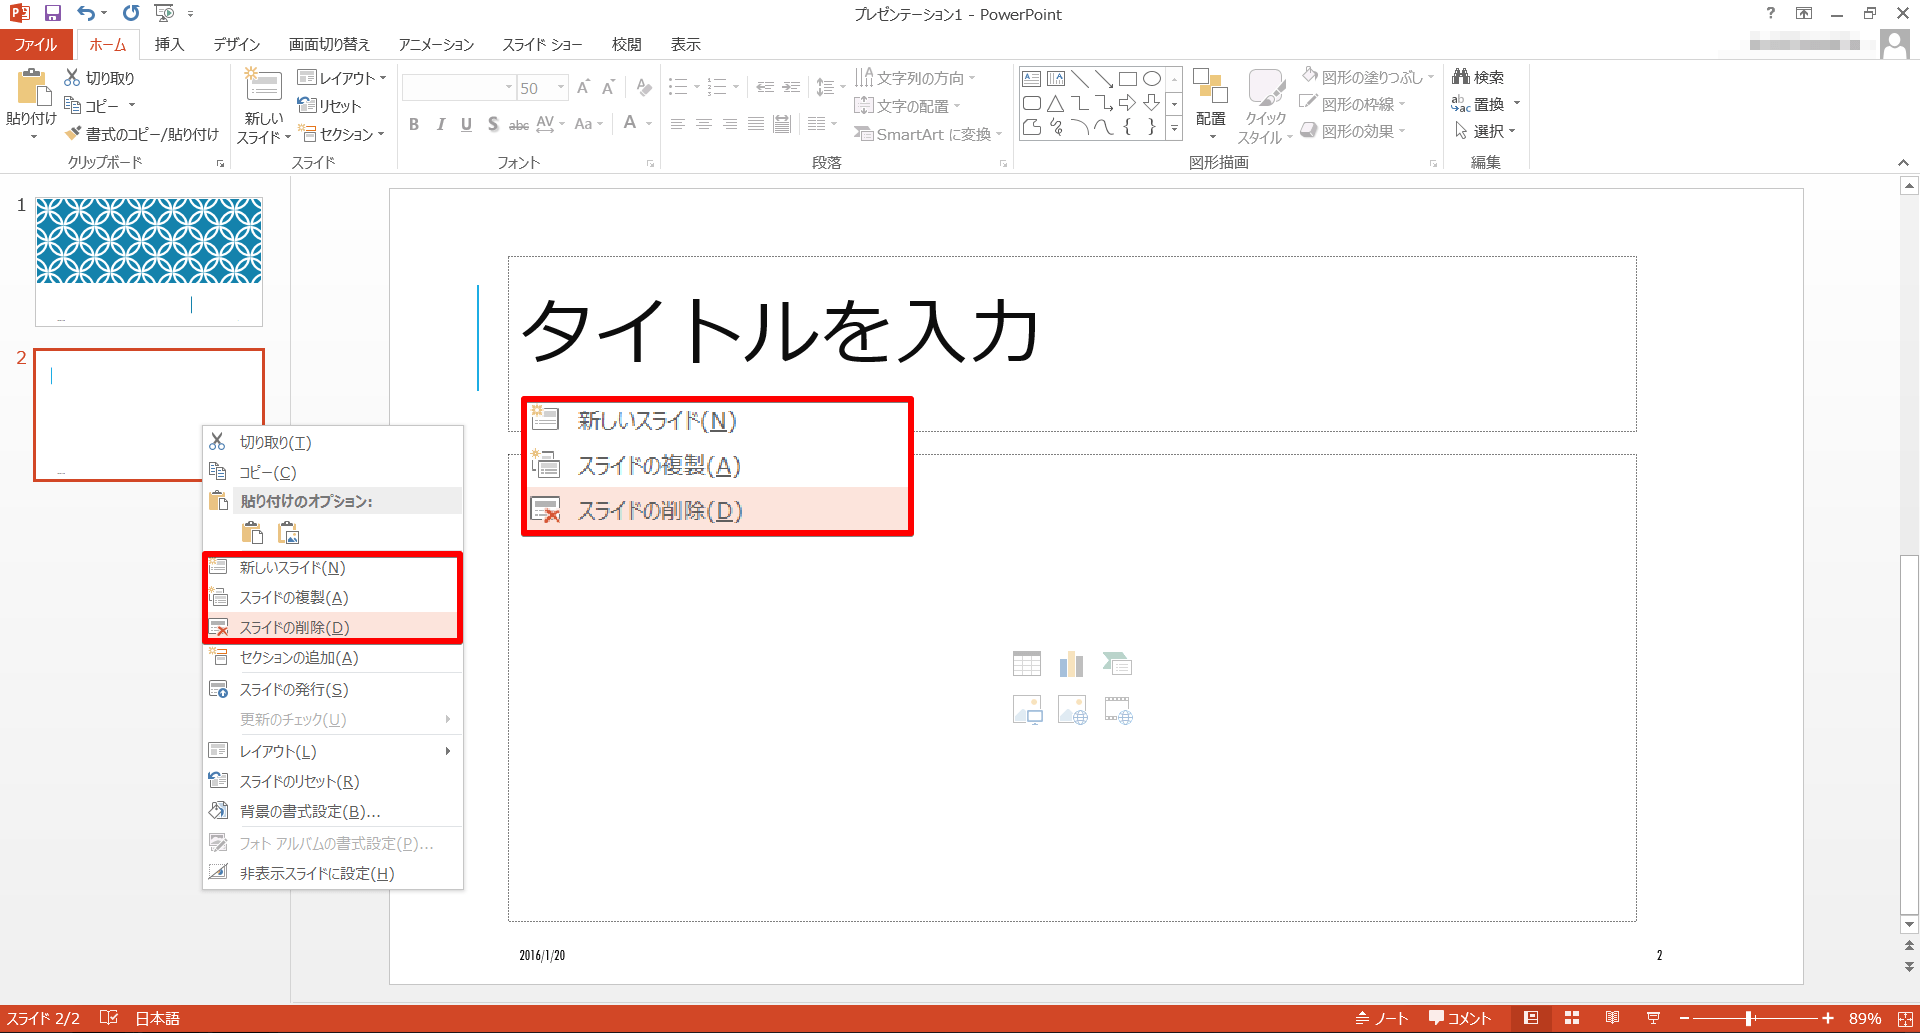 プレゼンテーション1 - PowerPoint
ファイル ホーム 挿入 デザイン 画面切り替え アニメーション スライド ショー 校閲 表示
貼り付け
切り取り
コピー
書式のコピー/貼り付け
クリップボード
新しい
スライド
レイアウト
リセット
セクション
スライド
50
フォント
文字列の方向
文字の配置
SmartArt に変換
段落
配置
クイック
スタイル
図形の塗りつぶし
図形の枠線
図形の効果
図形描画
検索
置換
選択
編集
1
2
タイトルを入力
新しいスライド(N)
スライドの複製(A)
スライドの削除(D)
切り取り(T)
コピー(C)
貼り付けのオプション:
新しいスライド(N)
スライドの複製(A)
スライドの削除(D)
セクションの追加(A)
スライドの発行(S)
更新のチェック(U)
レイアウト(L)
スライドのリセット(R)
背景の書式設定(B)...
フォト アルバムの書式設定(P)...
非表示スライドに設定(H)
2016/1/20
2
スライド 2/2 日本語 ノート コメント 89%